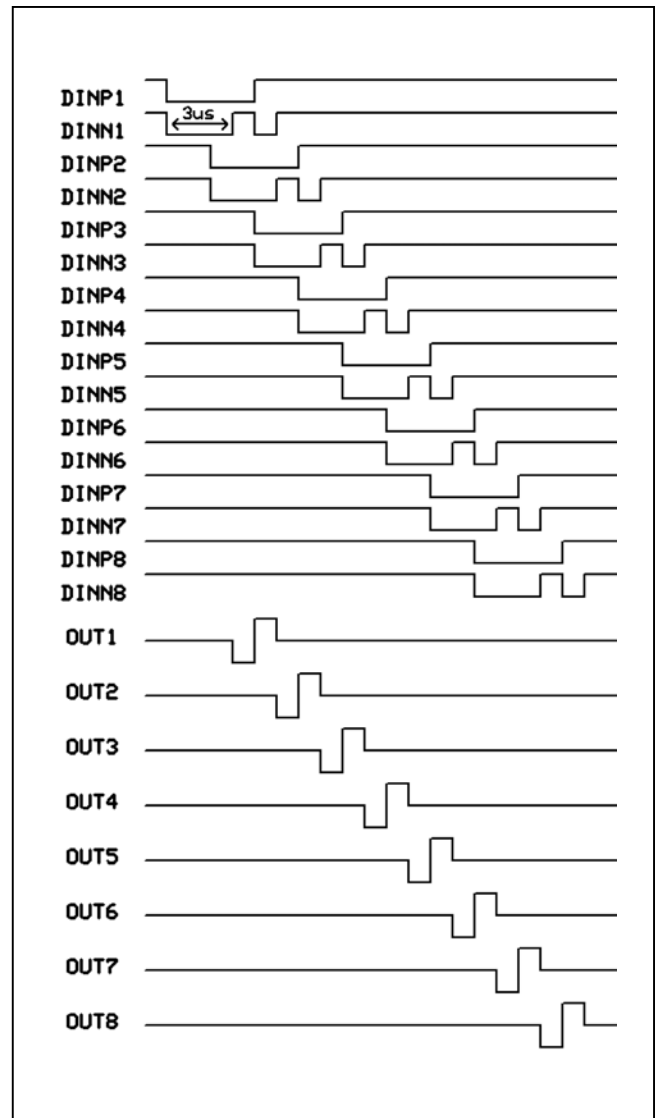 DINP1
DINN1
3us
DINP2
DINN2
DINP3
DINN3
DINP4
DINN4
DINP5
DINN5
DINP6
DINN6
DINP7
DINN7
DINP8
DINN8
OUT1
OUT2
OUT3
OUT4
OUT5
OUT6
OUT7
OUT8